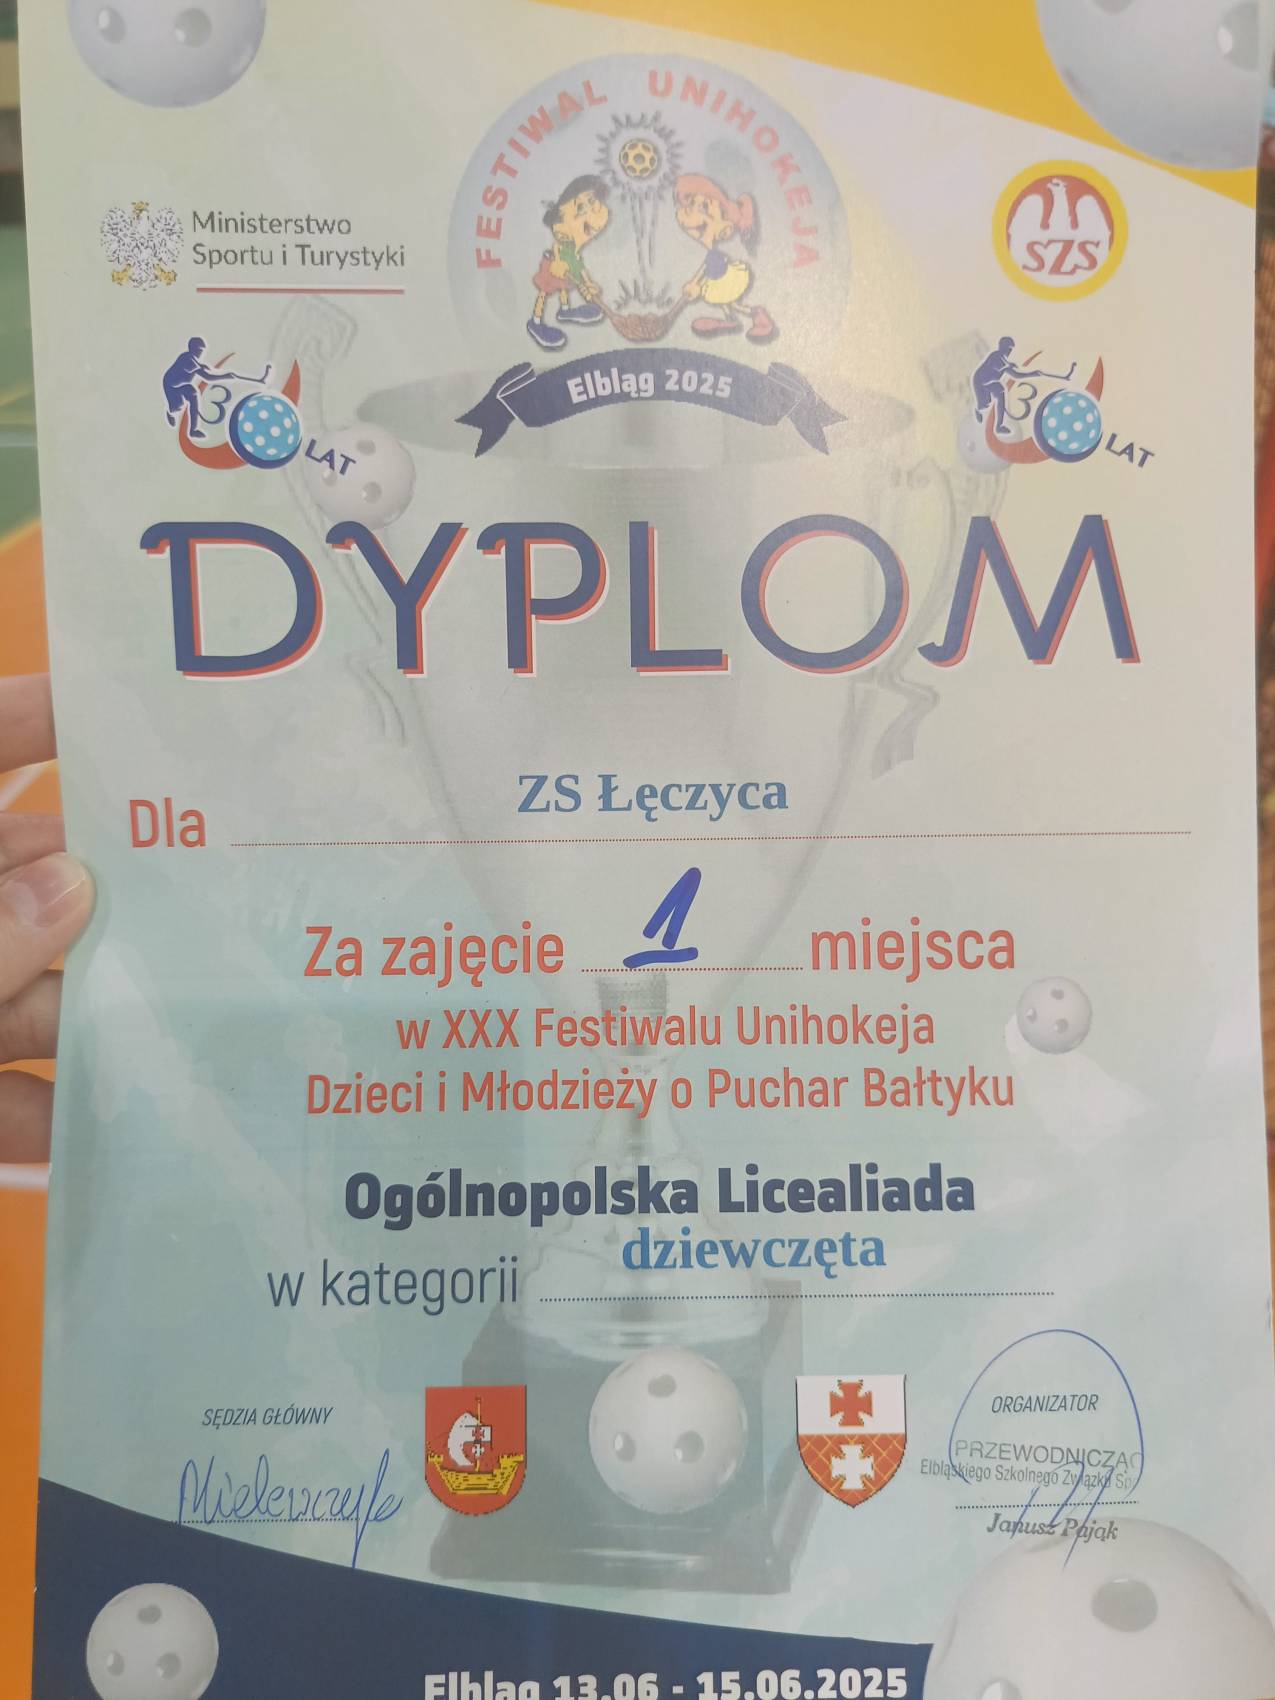 FESTIWAL UNIHOKEJA
Ministerstwo
Sportu i Turystyki
SZS
Elbląg 2025
30 LAT
30 LAT
DYPLOM
Dla ZS Łęczyca
Za zajęcie 1 miejsca
w XXX Festiwalu Unihokeja
Dzieci i Młodzieży o Puchar Bałtyku
Ogólnopolska Licealiada
w kategorii dziewczęta
SĘDZIA GŁÓWNY
ORGANIZATOR
PRZEWODNICZĄC
Elbląskiego Szkolnego Związku Sp
Janusz Pająk
Elbląg 13.06 - 15.06.2025